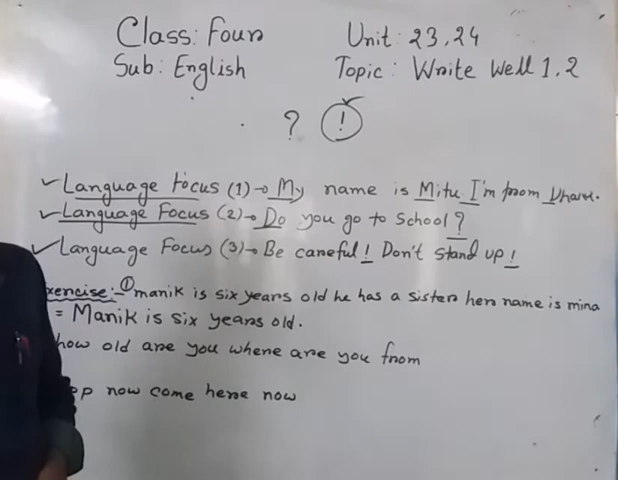 Class: Four
Unit: 23,24
Sub: English
Topic: Write Well 1,2
? !
Language Focus (1)→ My name is Mitu I'm from
Language Focus (2)→ Do you go to School?
Language Focus (3)→ Be careful! Don't stand up!
xercise:- ① manik is six years old he has a sister her name is mina
= Manik is six years old.
how old are you where are you from
now come here now